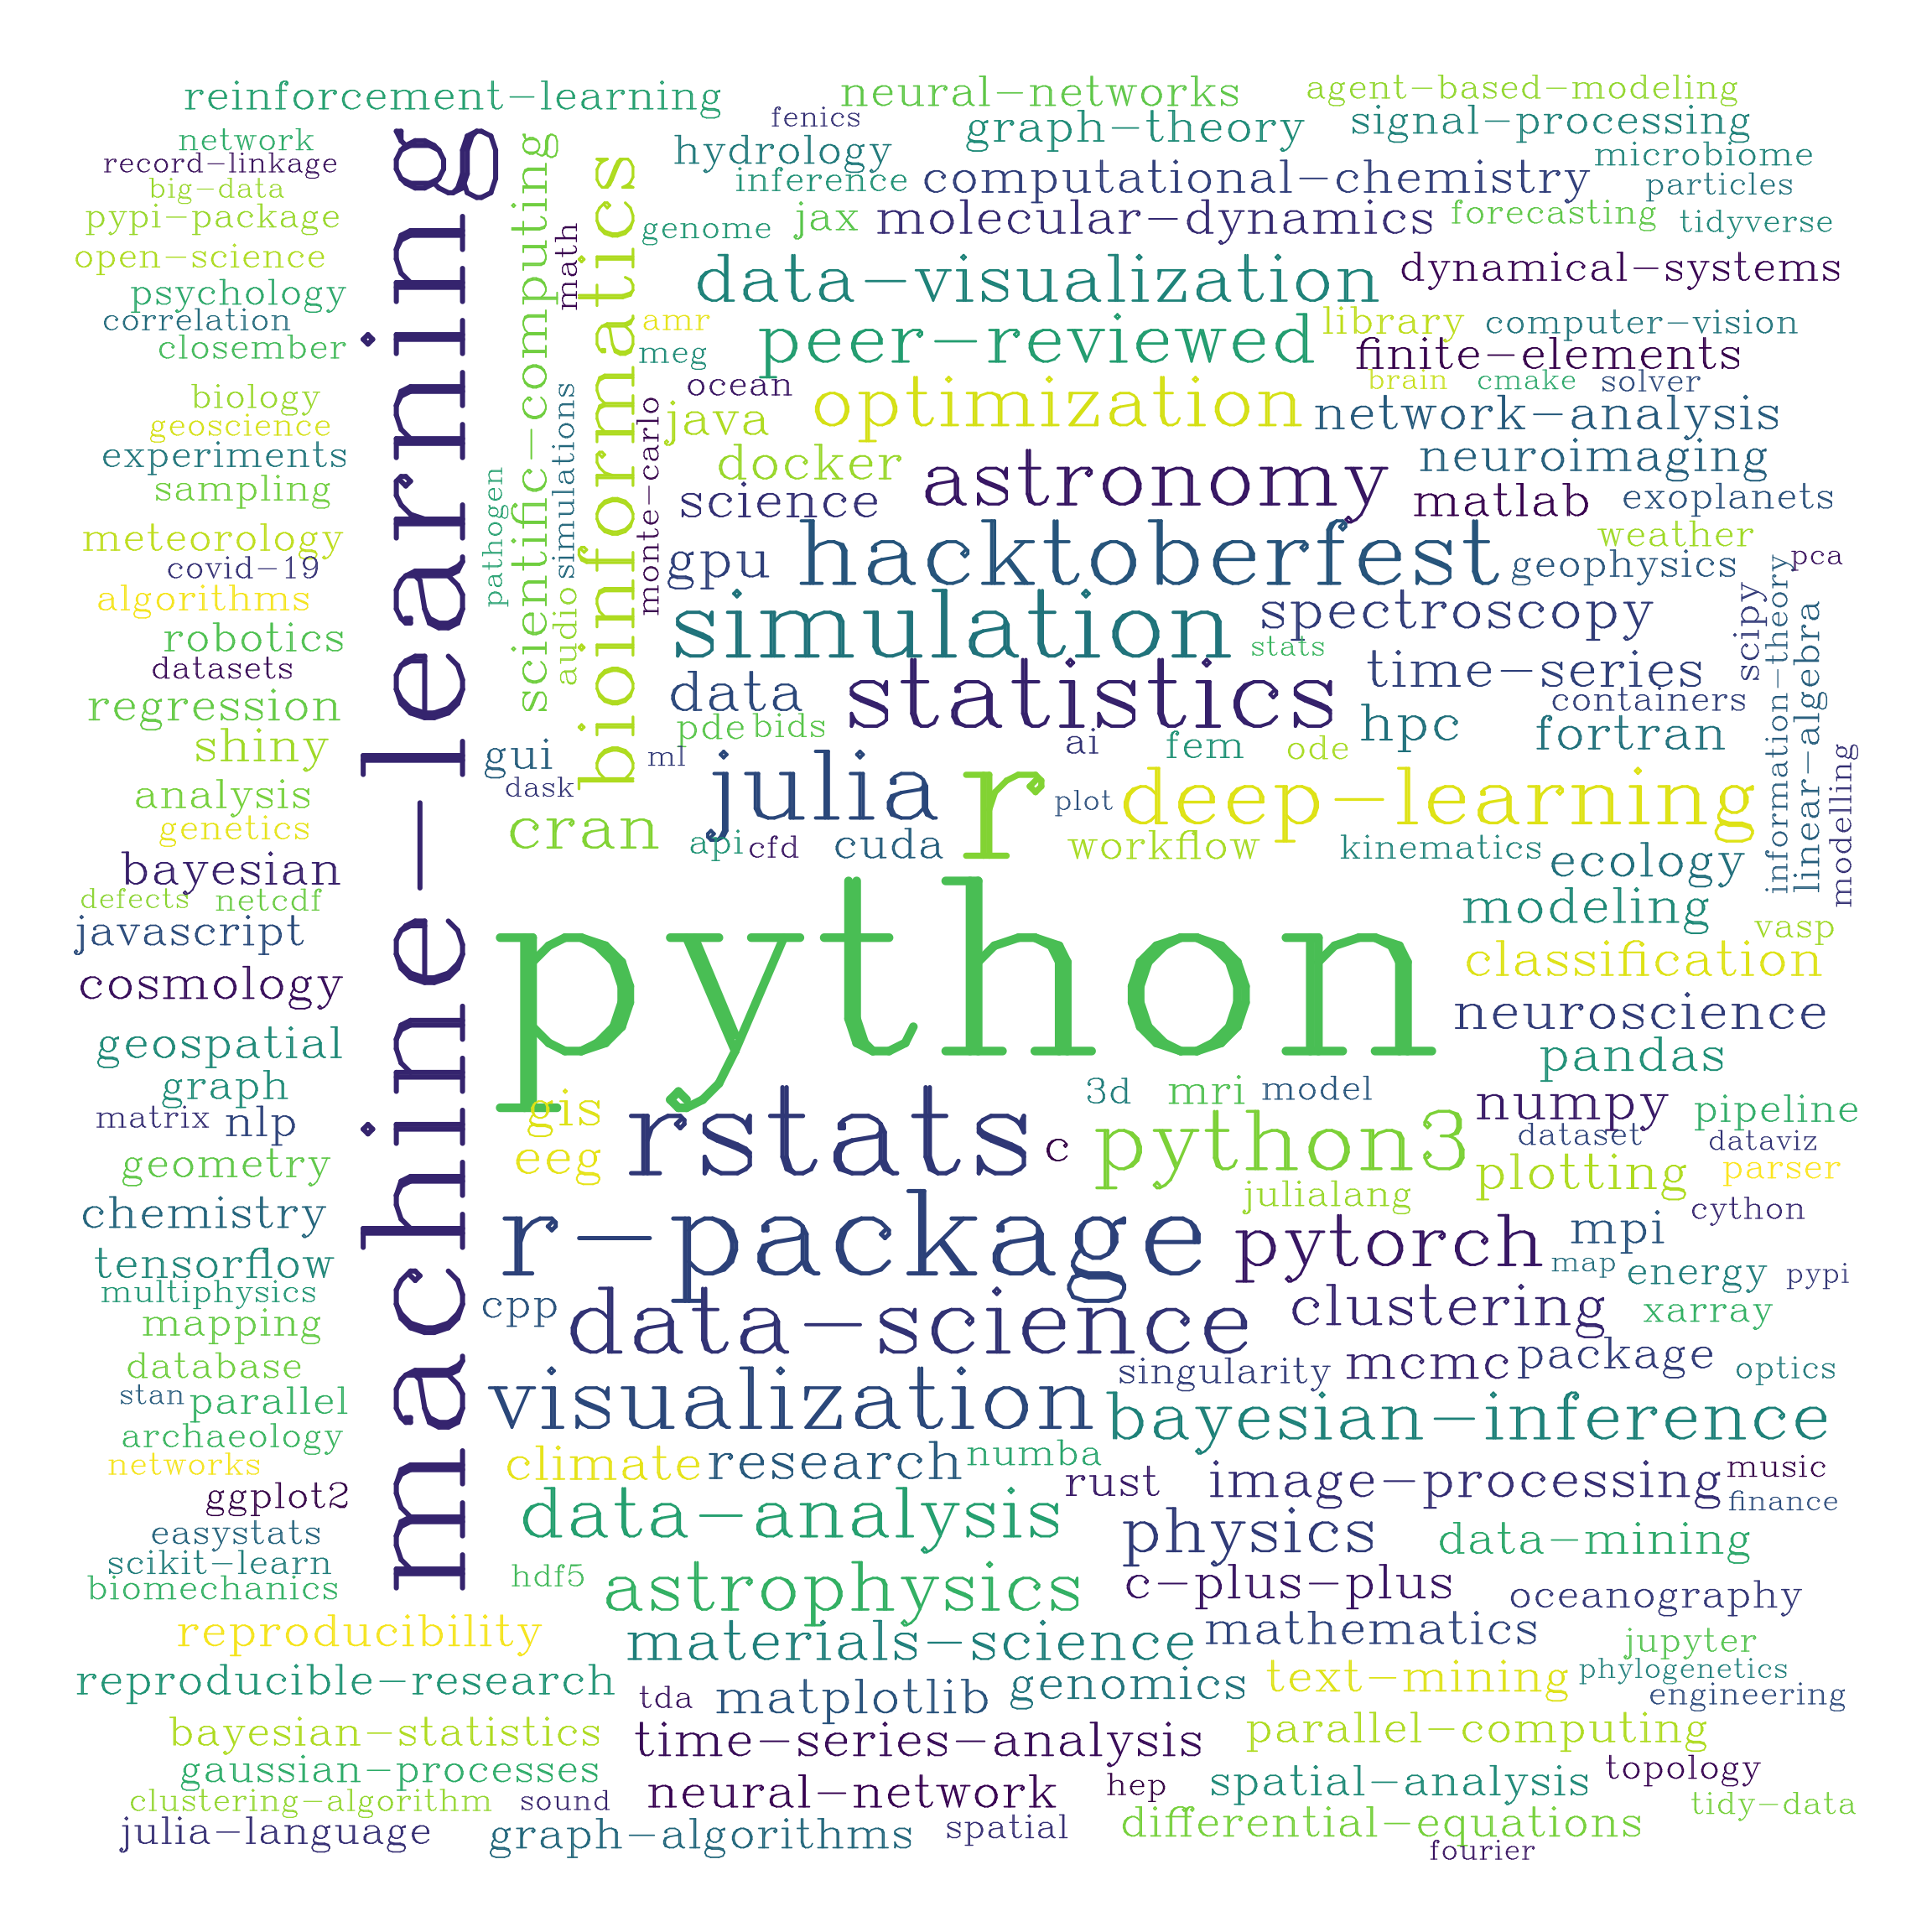 reinforcement-learning
neural-networks
agent-based-modeling
fenics
graph-theory
signal-processing
network
record-linkage
hydrology
microbiome
big-data
inference
computational-chemistry
particles
pypi-package
genome
jax
molecular-dynamics
forecasting
tidyverse
machine-learning
scientific-computing
math
bioinformatics
open-science
data-visualization
dynamical-systems
psychology
correlation
amr
peer-reviewed
library
computer-vision
closember
meg
finite-elements
ocean
brain
cmake
solver
biology
java
optimization
network-analysis
geoscience
simulations
monte-carlo
experiments
docker
astronomy
neuroimaging
sampling
pathogen
science
matlab
exoplanets
meteorology
hacktoberfest
weather
covid-19
gpu
geophysics
pca
algorithms
audio
simulation
spectroscopy
scipy
information-theory
linear-algebra
robotics
stats
datasets
data
statistics
time-series
regression
pde
bids
containers
shiny
gui
ml
ai
fem
ode
hpc
fortran
dask
julia
r
plot
deep-learning
modelling
analysis
genetics
cran
api
cfd
cuda
workflow
kinematics
ecology
bayesian
defects
netcdf
modeling
javascript
python
vasp
classification
cosmology
neuroscience
geospatial
pandas
graph
gis
rstats
3d
mri
model
numpy
pipeline
matrix
nlp
c
python3
dataset
dataviz
geometry
eeg
plotting
parser
julialang
chemistry
r-package
pytorch
mpi
cython
tensorflow
map
energy
pypi
multiphysics
cpp
data-science
clustering
xarray
mapping
database
singularity
mcmc
package
optics
stan
parallel
visualization
bayesian-inference
archaeology
networks
climate
research
numba
rust
image-processing
music
ggplot2
finance
easystats
data-analysis
physics
data-mining
scikit-learn
hdf5
biomechanics
astrophysics
c-plus-plus
oceanography
reproducibility
materials-science
mathematics
jupyter
reproducible-research
tda
matplotlib
genomics
text-mining
phylogenetics
engineering
bayesian-statistics
time-series-analysis
parallel-computing
gaussian-processes
neural-network
hep
spatial-analysis
topology
clustering-algorithm
sound
tidy-data
julia-language
graph-algorithms
spatial
differential-equations
fourier